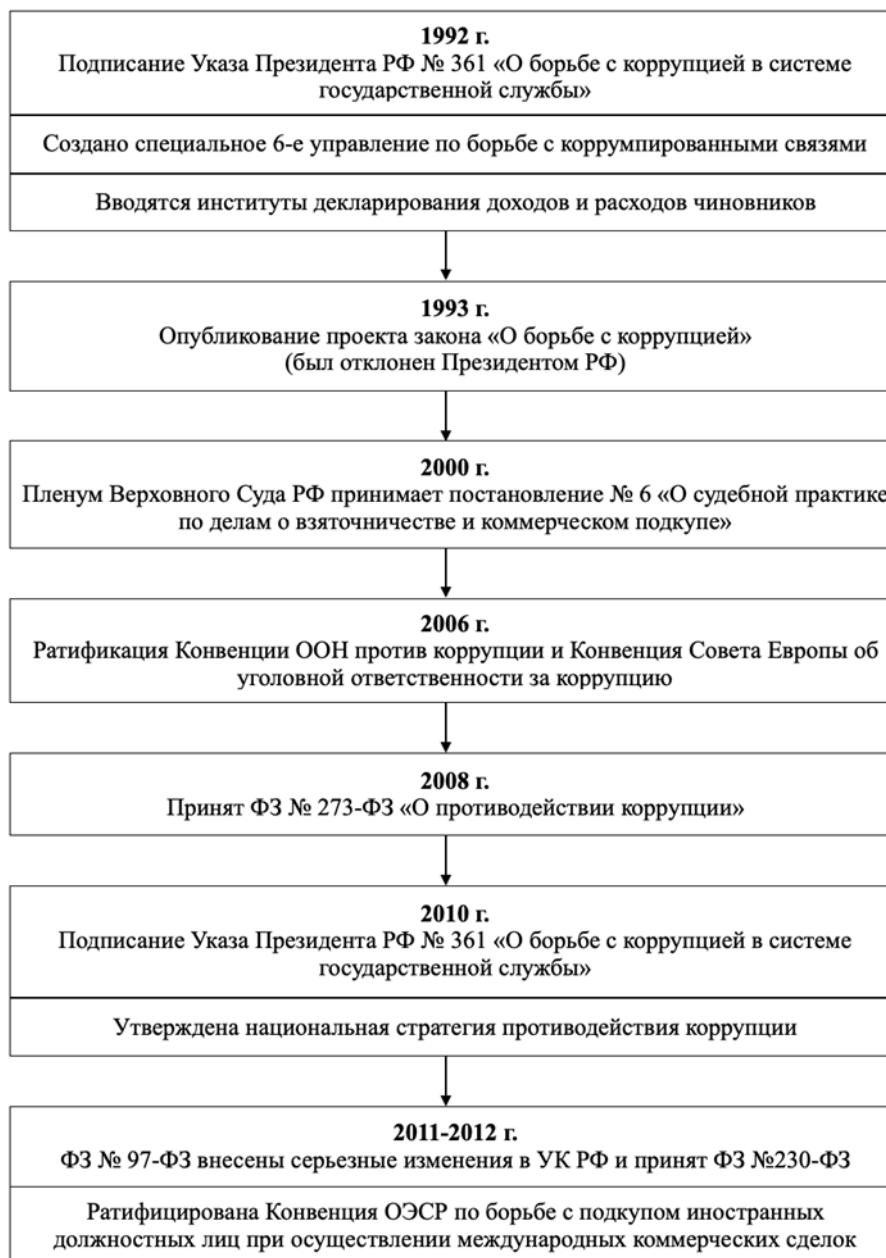 1992 г.
Подписание Указа Президента РФ № 361 «О борьбе с коррупцией в системе
государственной службы»
Создано специальное 6-е управление по борьбе с коррумпированными связями
Вводятся институты декларирования доходов и расходов чиновников
1993 г.
Опубликование проекта закона «О борьбе с коррупцией»
(был отклонен Президентом РФ)
2000 г.
Пленум Верховного Суда РФ принимает постановление № 6 «О судебной практике
по делам о взяточничестве и коммерческом подкупе»
2006 г.
Ратификация Конвенции ООН против коррупции и Конвенция Совета Европы об
уголовной ответственности за коррупцию
2008 г.
Принят ФЗ № 273-ФЗ «О противодействии коррупции»
2010 г.
Подписание Указа Президента РФ № 361 «О борьбе с коррупцией в системе
государственной службы»
Утверждена национальная стратегия противодействия коррупции
2011-2012 г.
ФЗ № 97-ФЗ внесены серьезные изменения в УК РФ и принят ФЗ №230-ФЗ
Ратифицирована Конвенция ОЭСР по борьбе с подкупом иностранных
должностных лиц при осуществлении международных коммерческих сделок